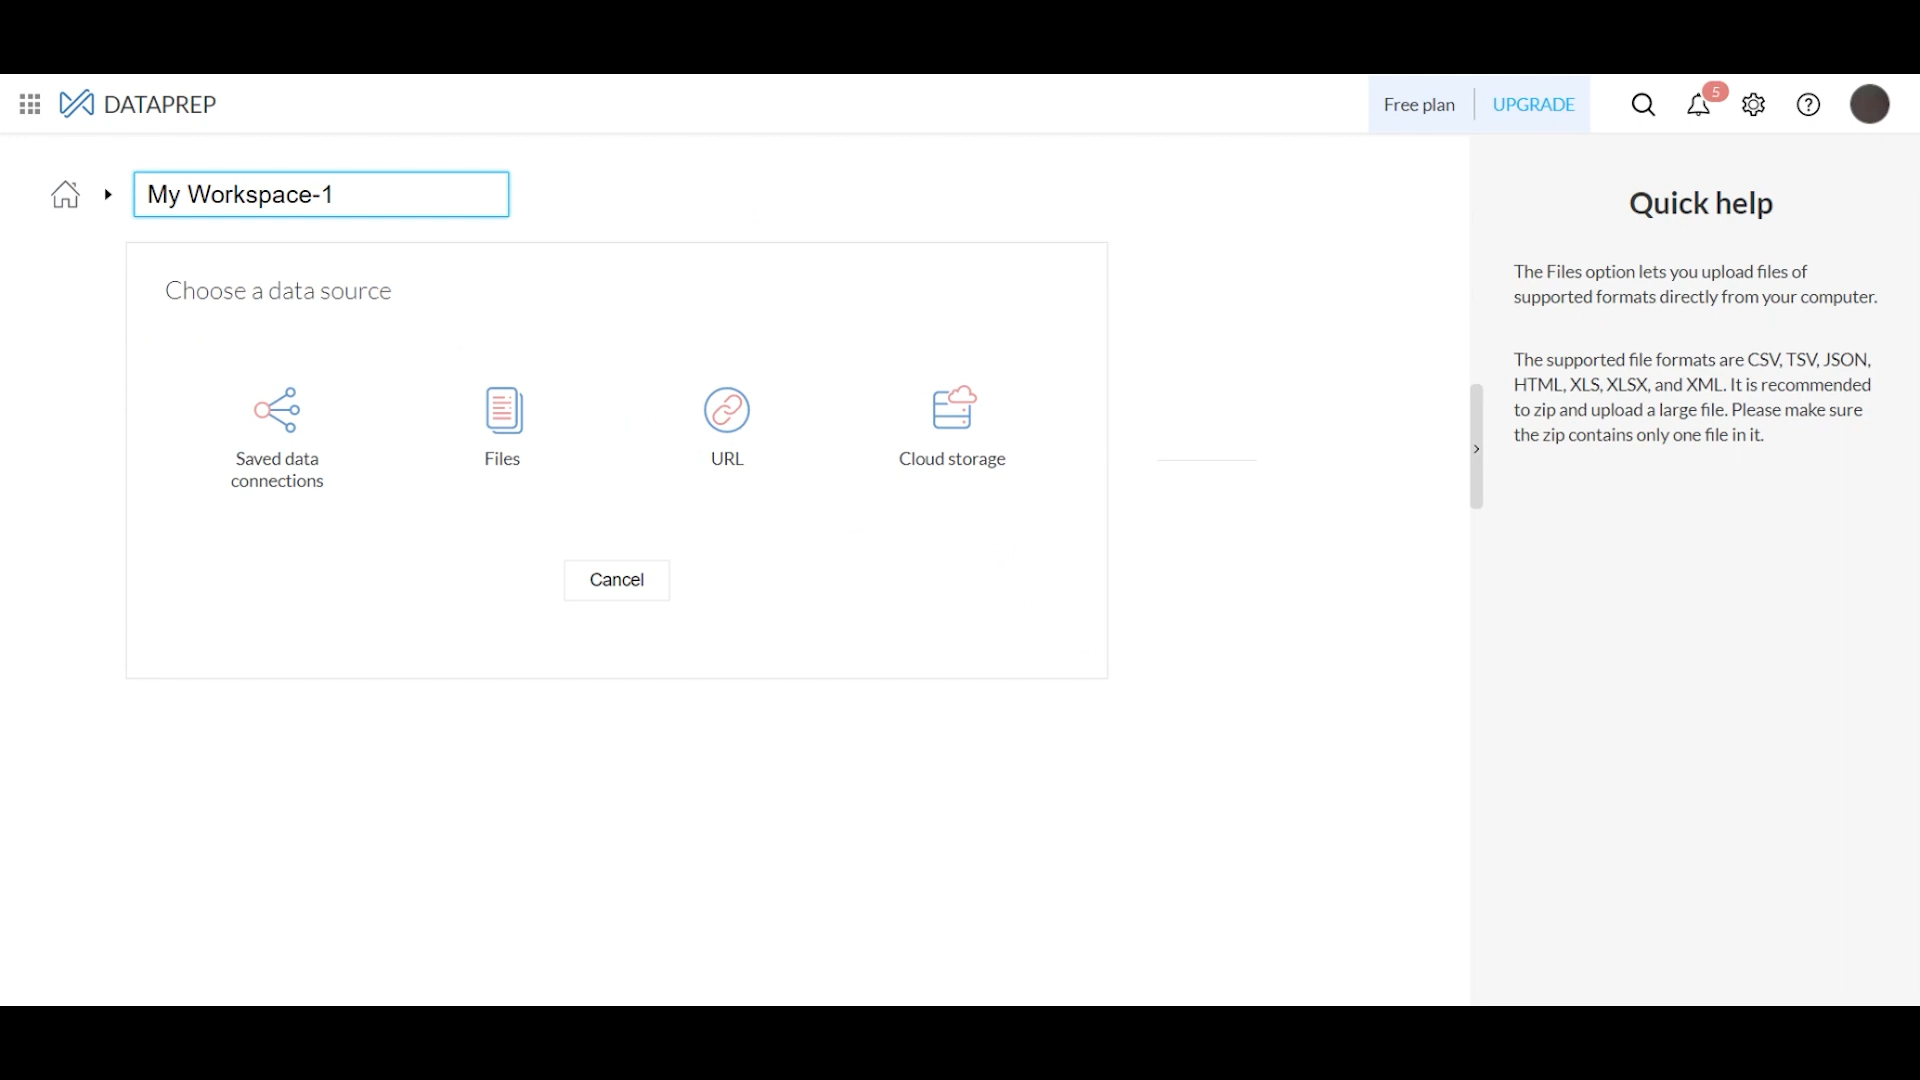 DATAPREP
Free plan
UPGRADE
5
My Workspace-1
Choose a data source
Saved data
connections
Files
URL
Cloud storage
Cancel
Quick help
The Files option lets you upload files of
supported formats directly from your computer.
The supported file formats are CSV, TSV, JSON,
HTML, XLS, XLSX, and XML. It is recommended
to zip and upload a large file. Please make sure
the zip contains only one file in it.